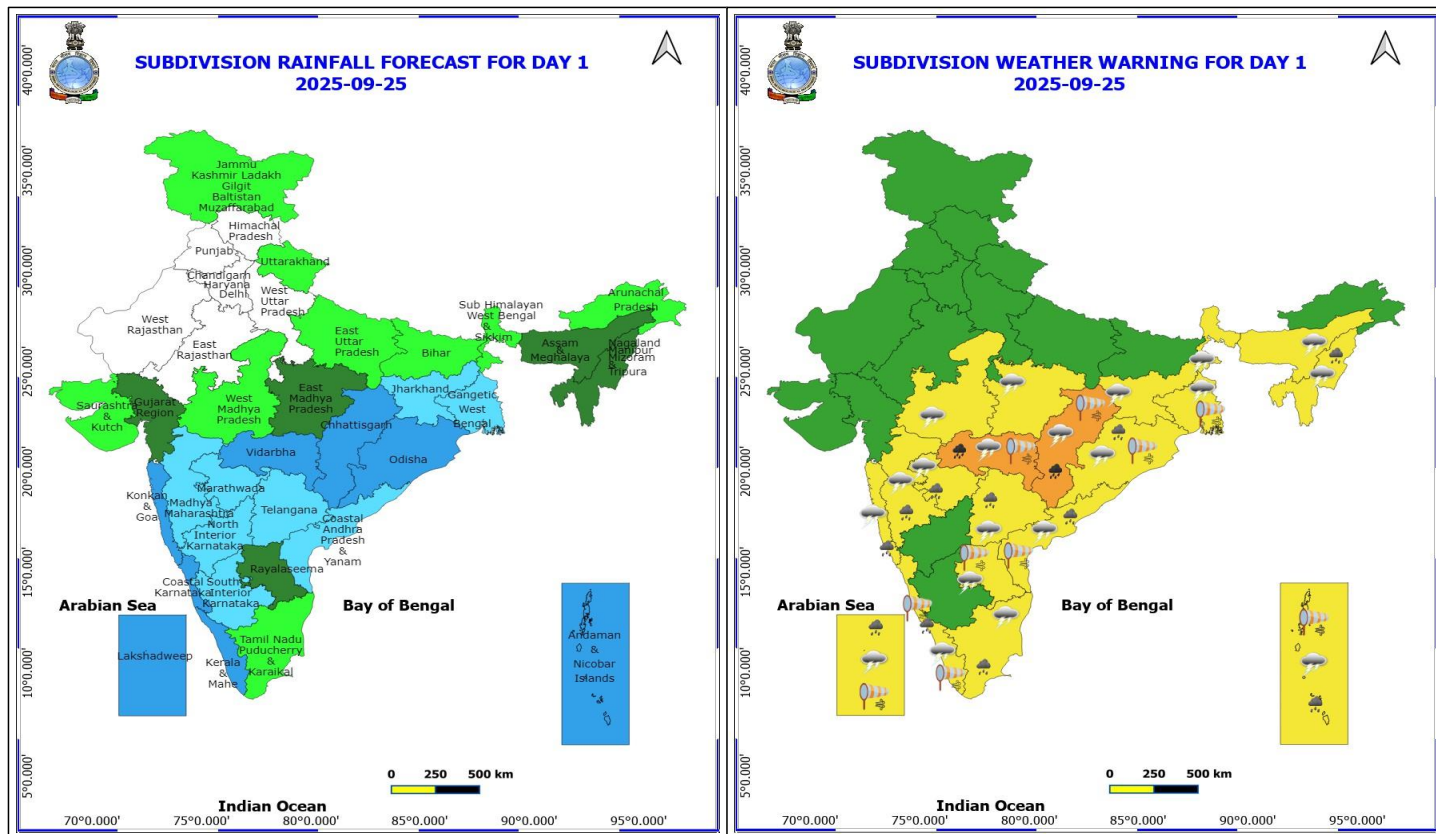 SUBDIVISION RAINFALL FORECAST FOR DAY 1
2025-09-25
40°0.000'
35°0.000'
30°0.000'
25°0.000'
20°0.000'
15°0.000'
10°0.000'
5°0.000'
Jammu
Kashmir Ladakh
Gilgit
Baltistan
Muzaffarabad
Himachal
Pradesh
Punjab
Uttarakhand
Chandigarh
Haryana
Delhi
West
Uttar
Pradesh
West
Rajasthan
East
Rajasthan
East
Uttar
Pradesh
Bihar
Sub Himalayan
West Bengal
&
Sikkim
Arunachal
Pradesh
Assam
&
Meghalaya
Nagaland
Manipur
Mizoram
&
Tripura
Saurashtra
&
Kutch
Gujarat
Region
West
Madhya
Pradesh
East
Madhya
Pradesh
Jharkhand
Gangetic
West
Bengal
Chhattisgarh
Vidarbha
Odisha
Konkan
&
Goa
Marathwada
Madhya
Maharashtra
North
Interior
Karnataka
Telangana
Coastal
Andhra
Pradesh
&
Yanam
Rayalaseema
Coastal
Karnataka
South
Interior
Karnataka
Arabian Sea
Bay of Bengal
Lakshadweep
Kerala
&
Mahe
Tamil Nadu
Puducherry
&
Karaikal
Andaman
&
Nicobar
Islands
0 250 500 km
Indian Ocean
70°0.000' 75°0.000' 80°0.000' 85°0.000' 90°0.000' 95°0.000'
SUBDIVISION WEATHER WARNING FOR DAY 1
2025-09-25
40°0.000'
35°0.000'
30°0.000'
25°0.000'
20°0.000'
15°0.000'
10°0.000'
5°0.000'
Arabian Sea
Bay of Bengal
0 250 500 km
Indian Ocean
70°0.000' 75°0.000' 80°0.000' 85°0.000' 90°0.000' 95°0.000'